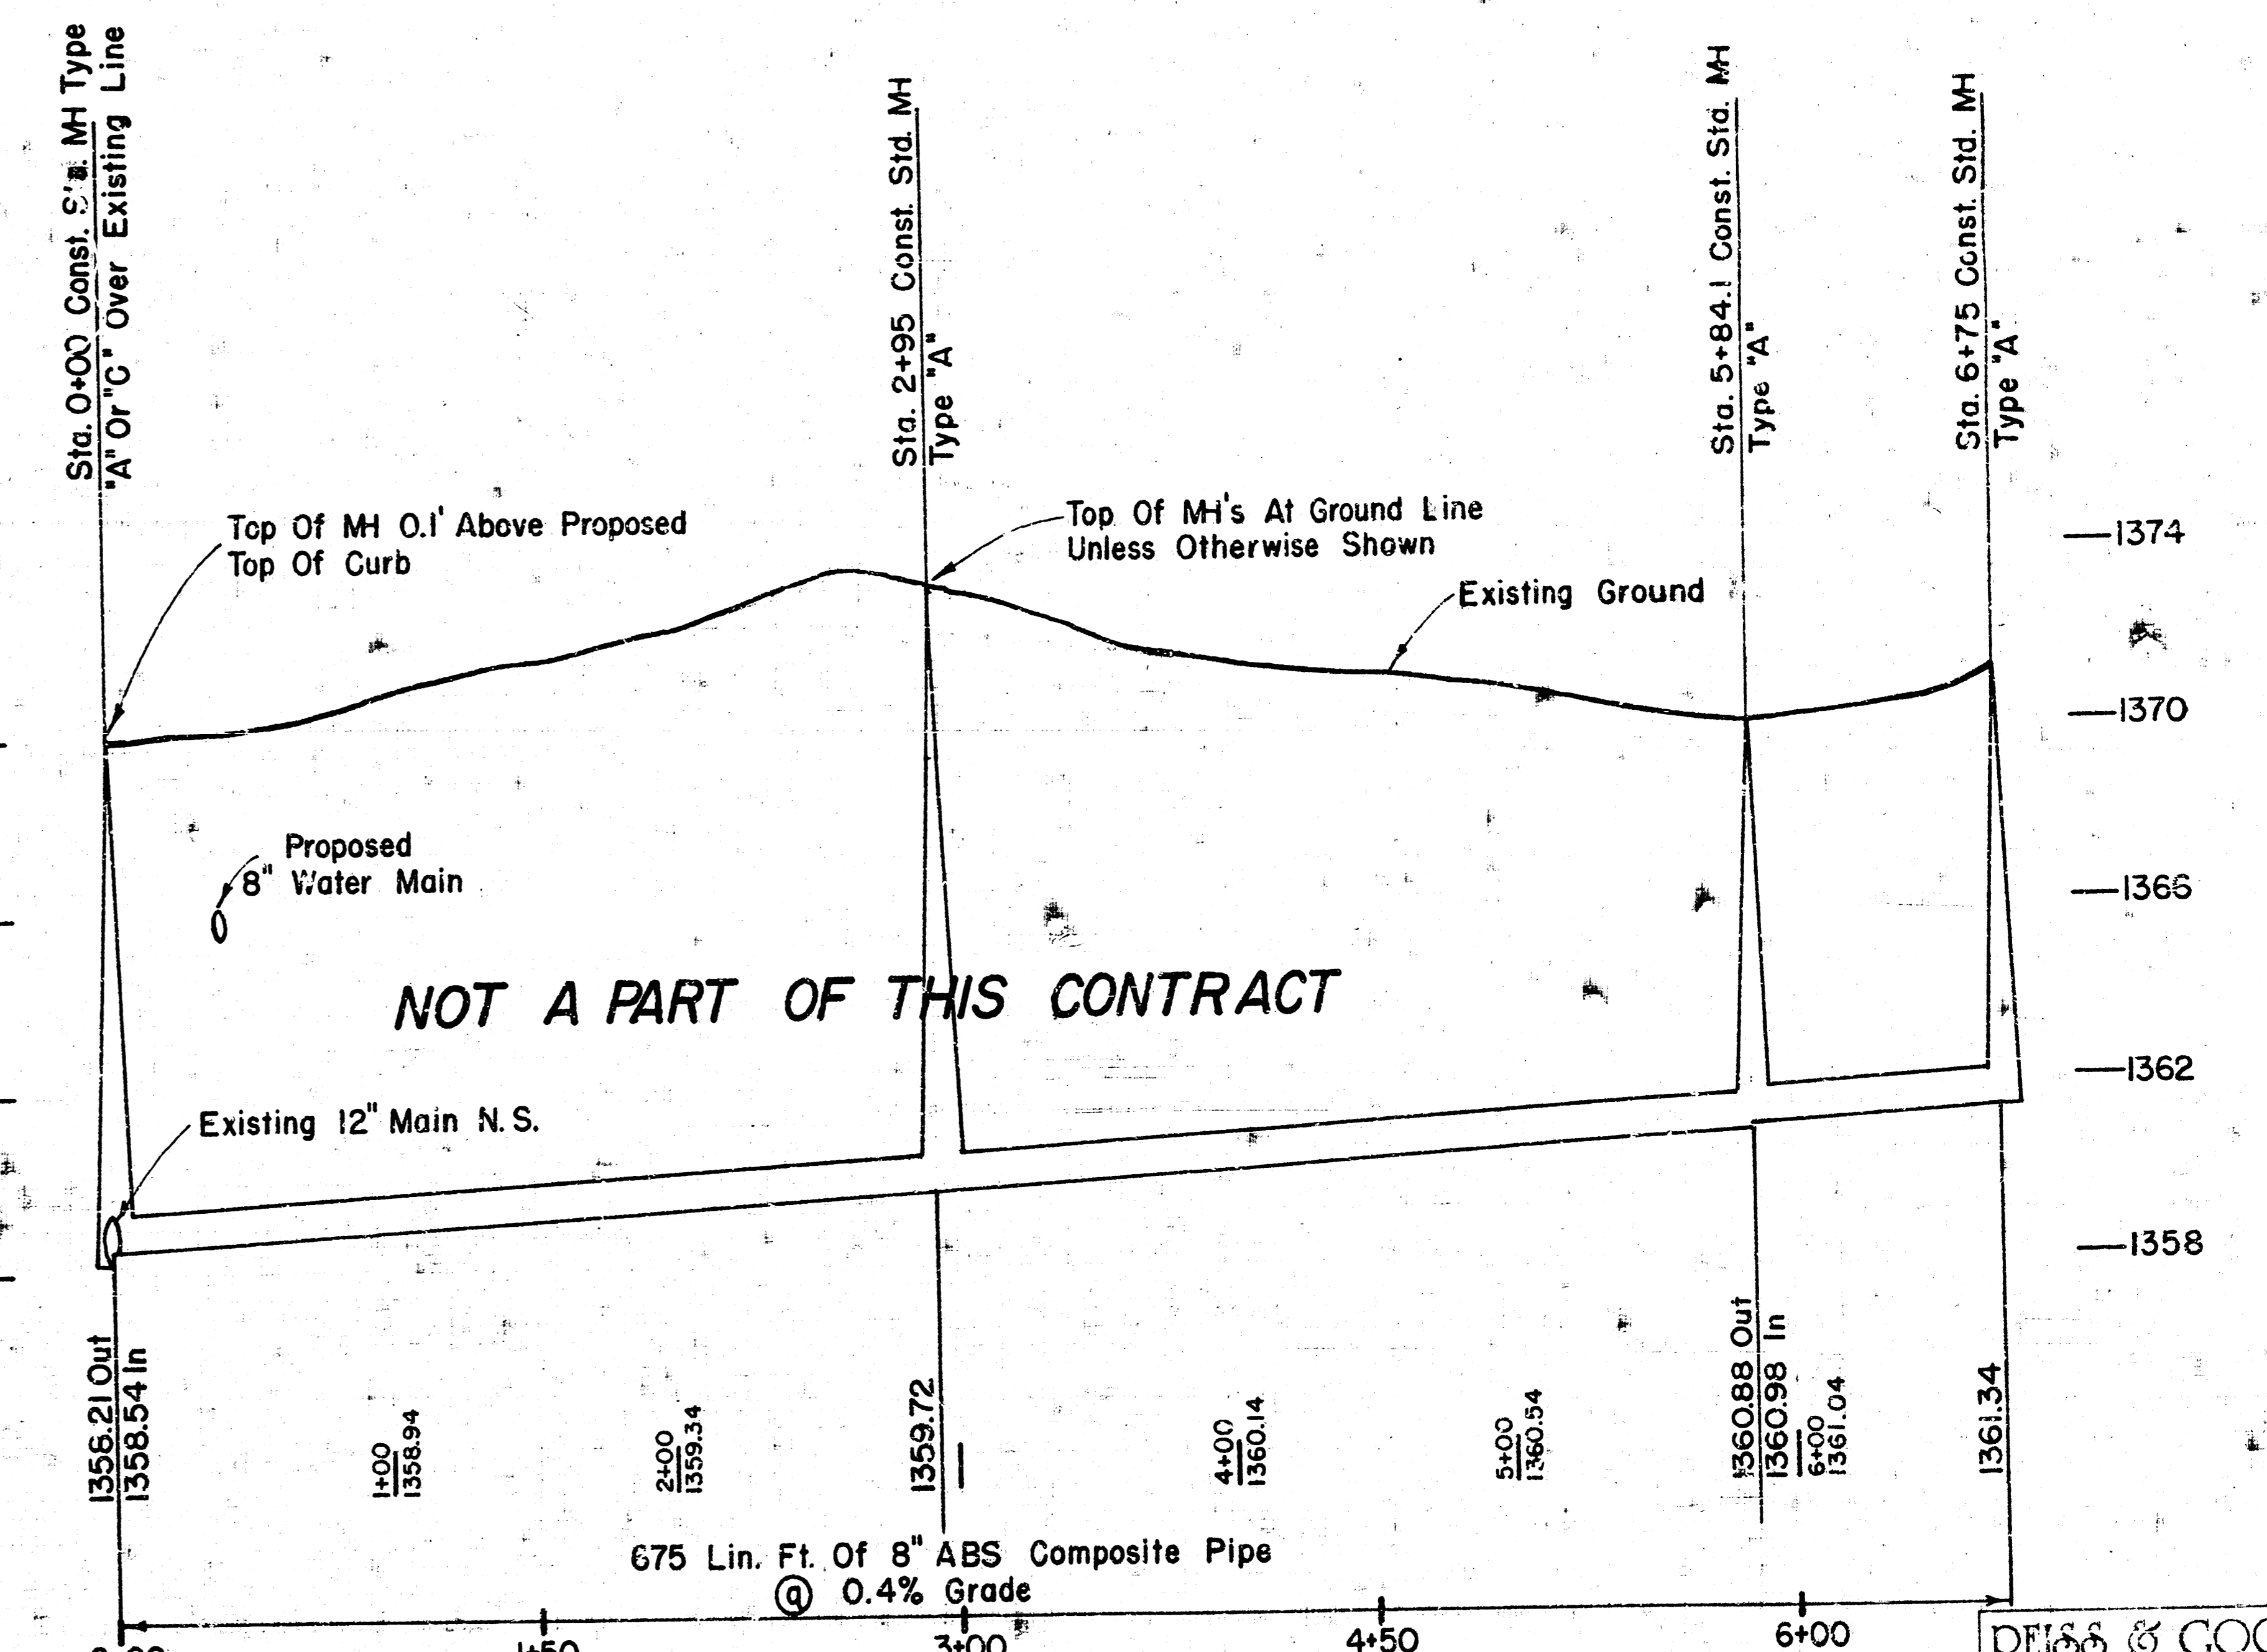 Sta. 0+00 Const. MH Type
"A" Or "C" Over Existing Line
Sta. 2+95 Const. Std. MH
Type "A"
Sta. 5+84.1 Const. Std. MH
Type "A"
Sta. 6+75 Const. Std. MH
Type "A"
Top Of MH 0.1' Above Proposed
Top Of Curb
Top Of MH's At Ground Line
Unless Otherwise Shown
Existing Ground
1374
1370
Proposed
8" Water Main
1366
NOT A PART OF THIS CONTRACT
1362
Existing 12" Main N.S.
1358
1358.21 Out
1358.54 In
1+00
1358.94
2+00
1359.34
1359.72
4+00
1360.14
5+00
1360.54
1360.88 Out
1360.98 In
6+00
1361.04
1361.34
675 Lin. Ft. Of 8" ABS Composite Pipe
@ 0.4% Grade
1+50
3+00
4+50
6+00